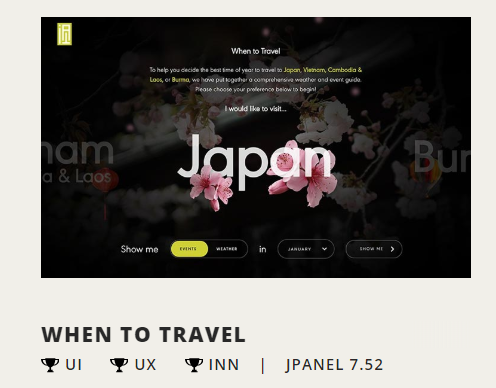 When to Travel
To help you decide the best time of year to travel to Japan, Vietnam, Cambodia &
Laos, or Burma, we have put together a comprehensive weather and event guide.
Please choose your preference below to begin!
I would like to visit...
nam
a & Laos
Japan
Bur
Show me EVENTS WEATHER in JANUARY SHOW ME
WHEN TO TRAVEL
UI UX INN | JPANEL 7.52